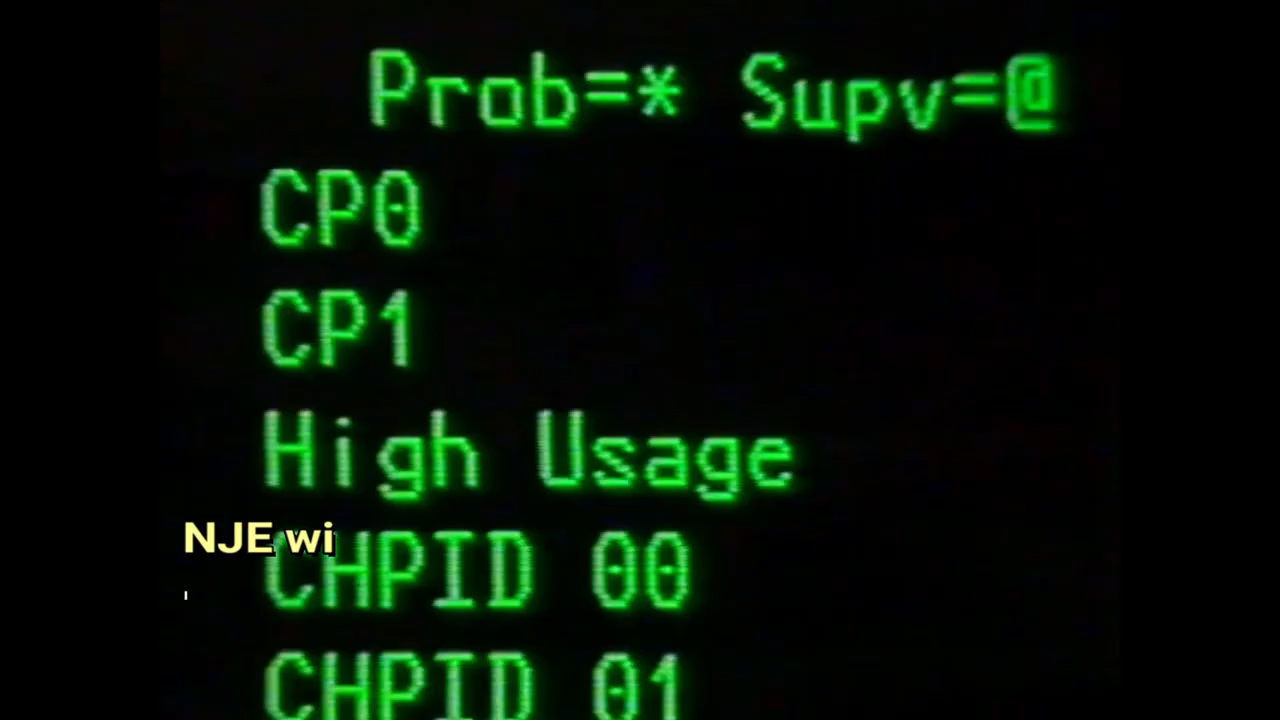 Prob=* Supv=@
CP0
CP1
High Usage
NJE wi
CHPID 00
CHPID 01